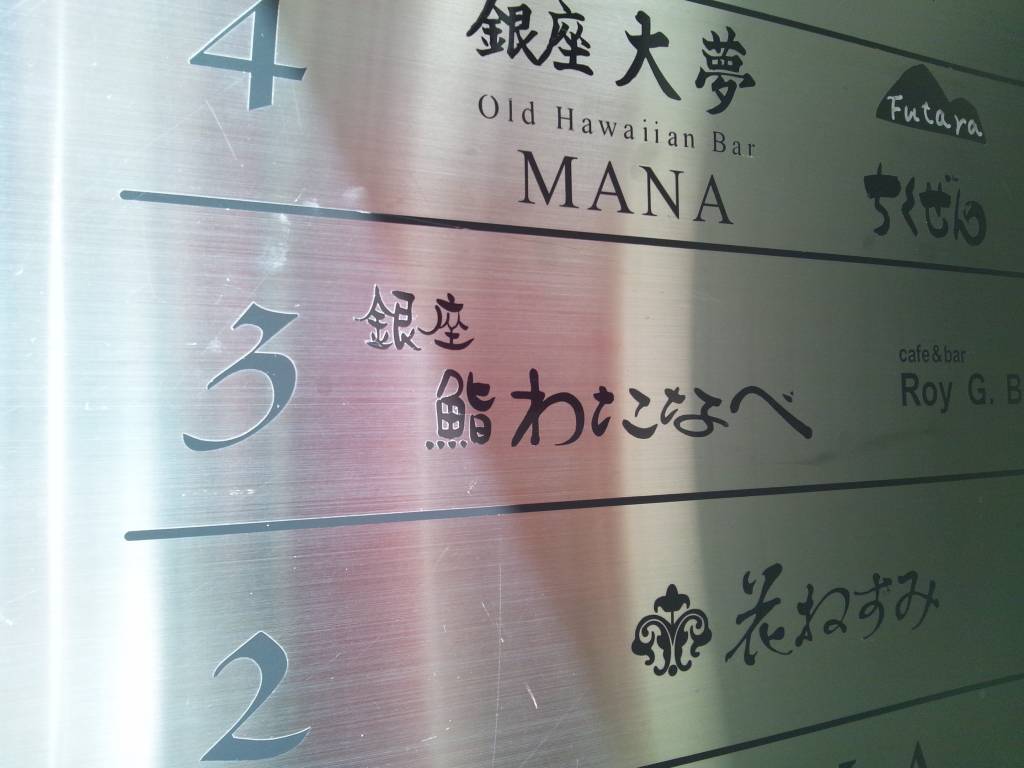 4
銀座 大夢
Old Hawaiian Bar
MANA
Futara
ちくぜん
3
銀座
鮨 わたなべ
cafe&bar
Roy G. B
2
花ねずみ
A